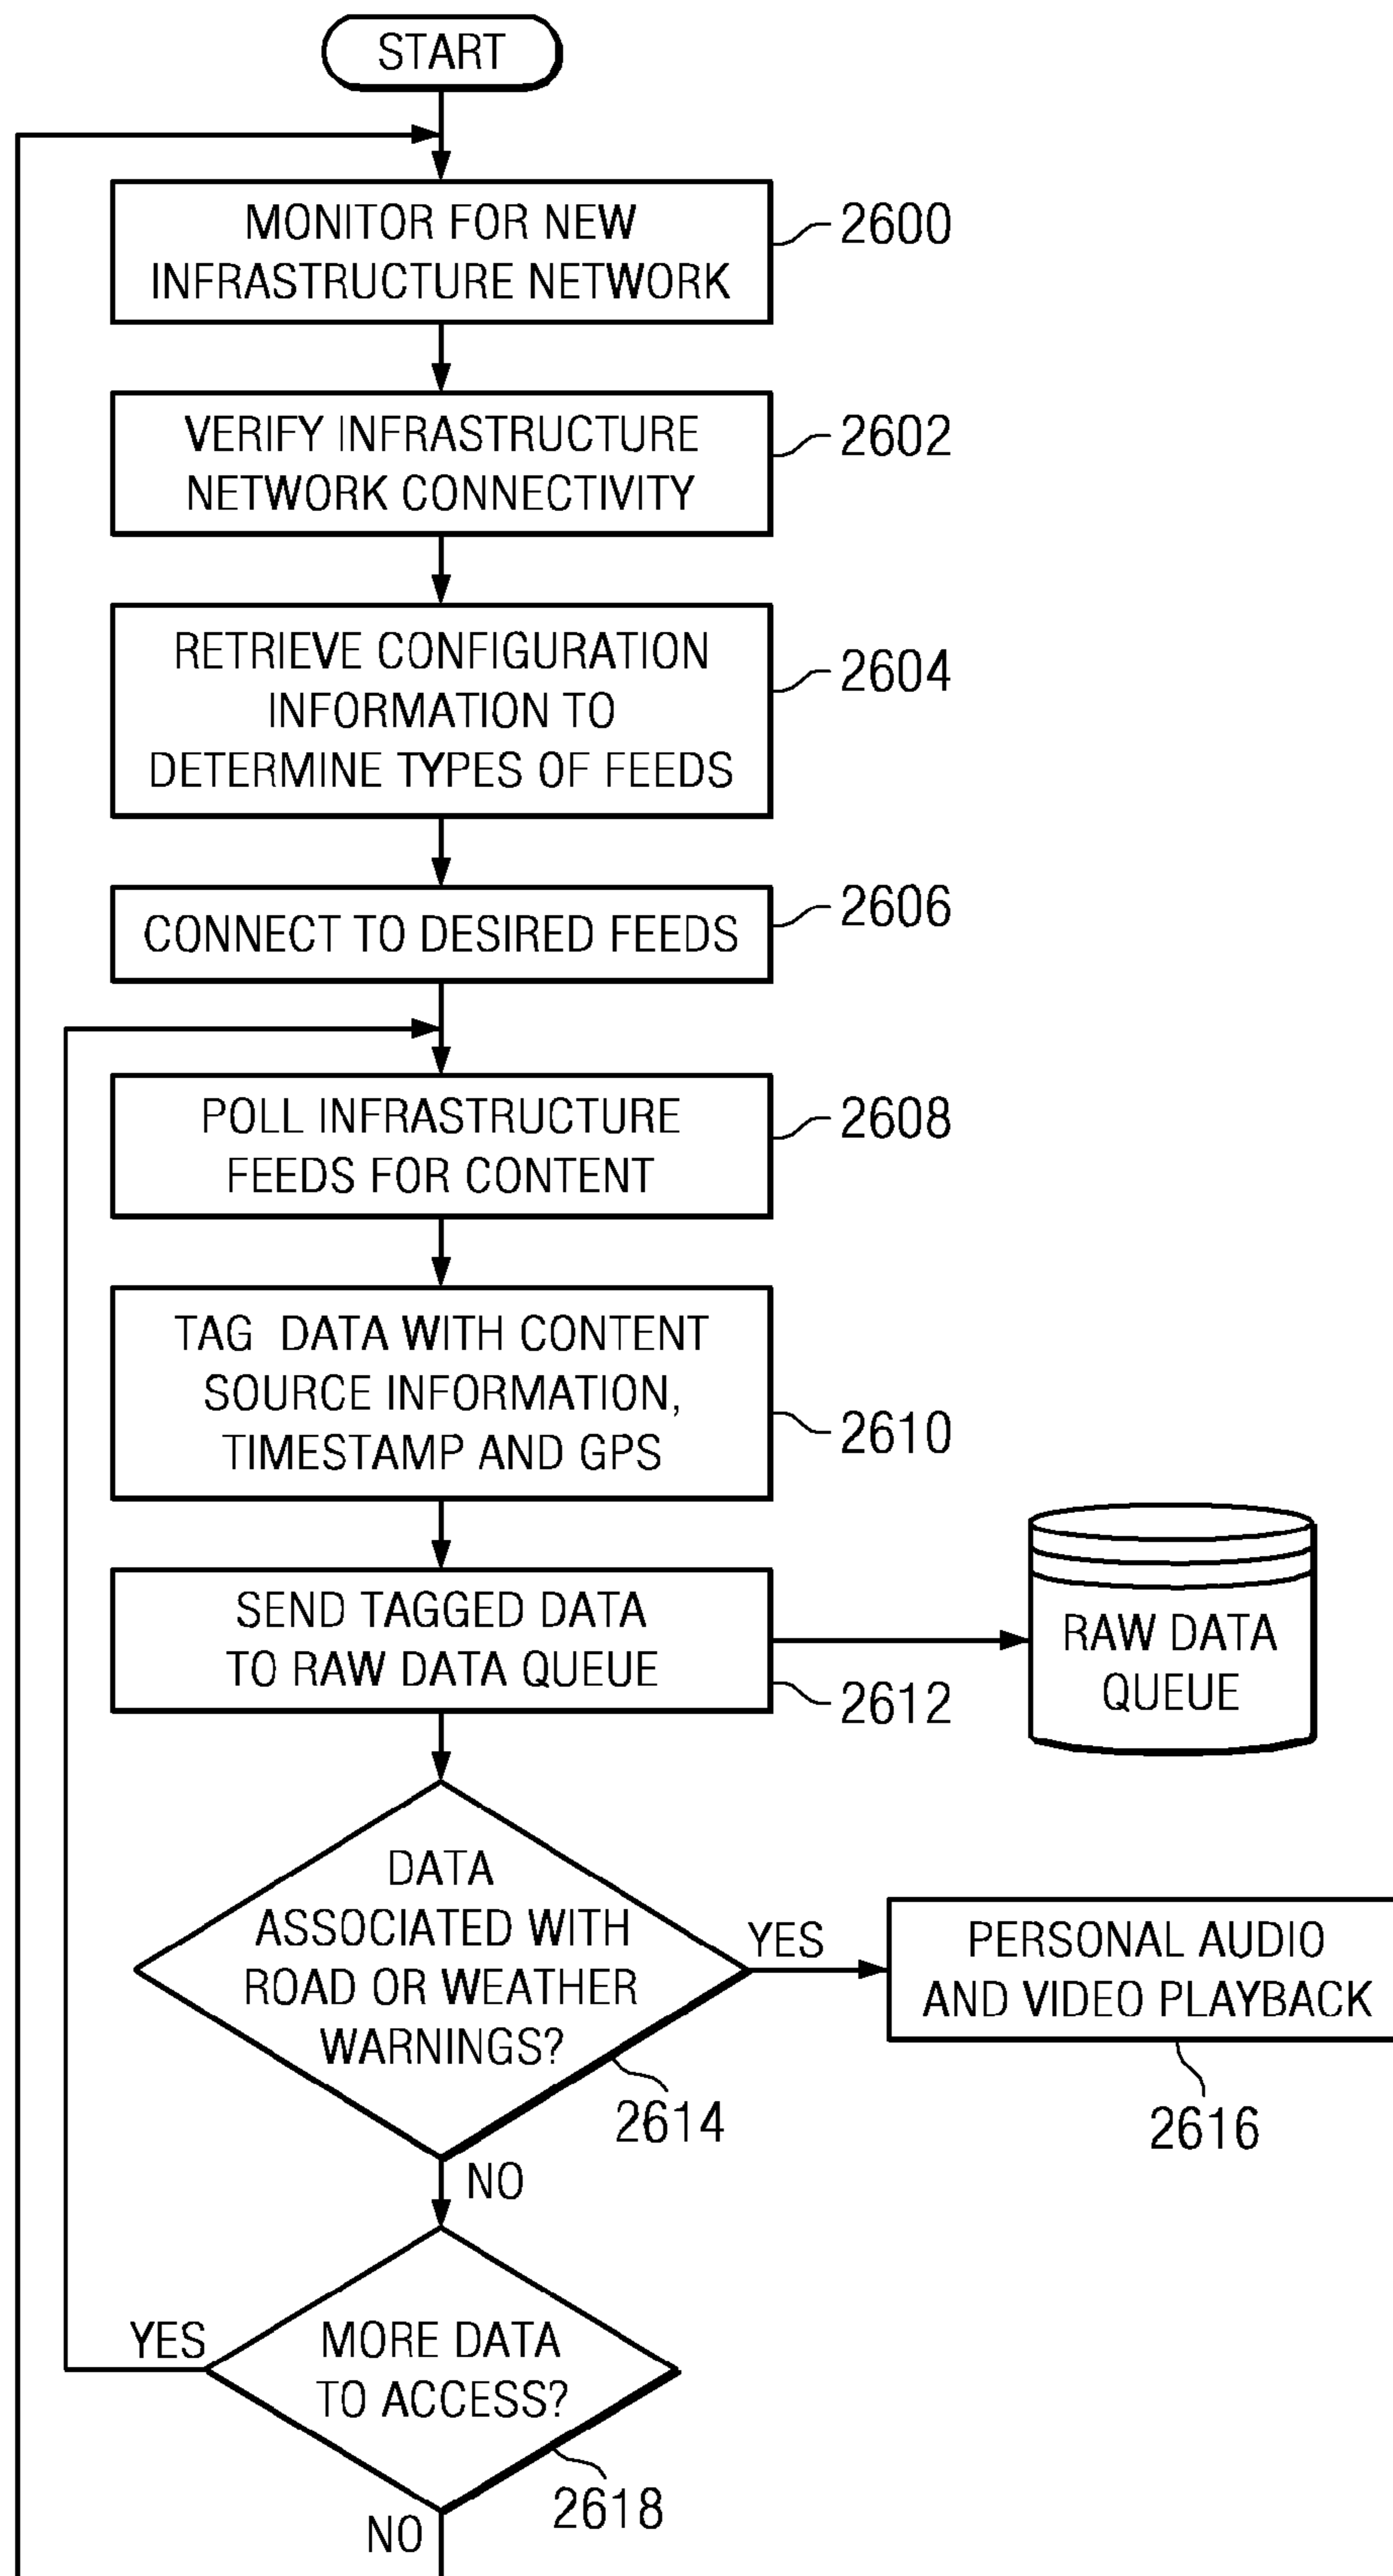 START
MONITOR FOR NEW
INFRASTRUCTURE NETWORK
2600
VERIFY INFRASTRUCTURE
NETWORK CONNECTIVITY
2602
RETRIEVE CONFIGURATION
INFORMATION TO
DETERMINE TYPES OF FEEDS
2604
CONNECT TO DESIRED FEEDS
2606
POLL INFRASTRUCTURE
FEEDS FOR CONTENT
2608
TAG DATA WITH CONTENT
SOURCE INFORMATION,
TIMESTAMP AND GPS
2610
SEND TAGGED DATA
TO RAW DATA QUEUE
2612
RAW DATA
QUEUE
DATA
ASSOCIATED WITH
ROAD OR WEATHER
WARNINGS?
2614
YES
PERSONAL AUDIO
AND VIDEO PLAYBACK
2616
NO
YES
MORE DATA
TO ACCESS?
2618
NO